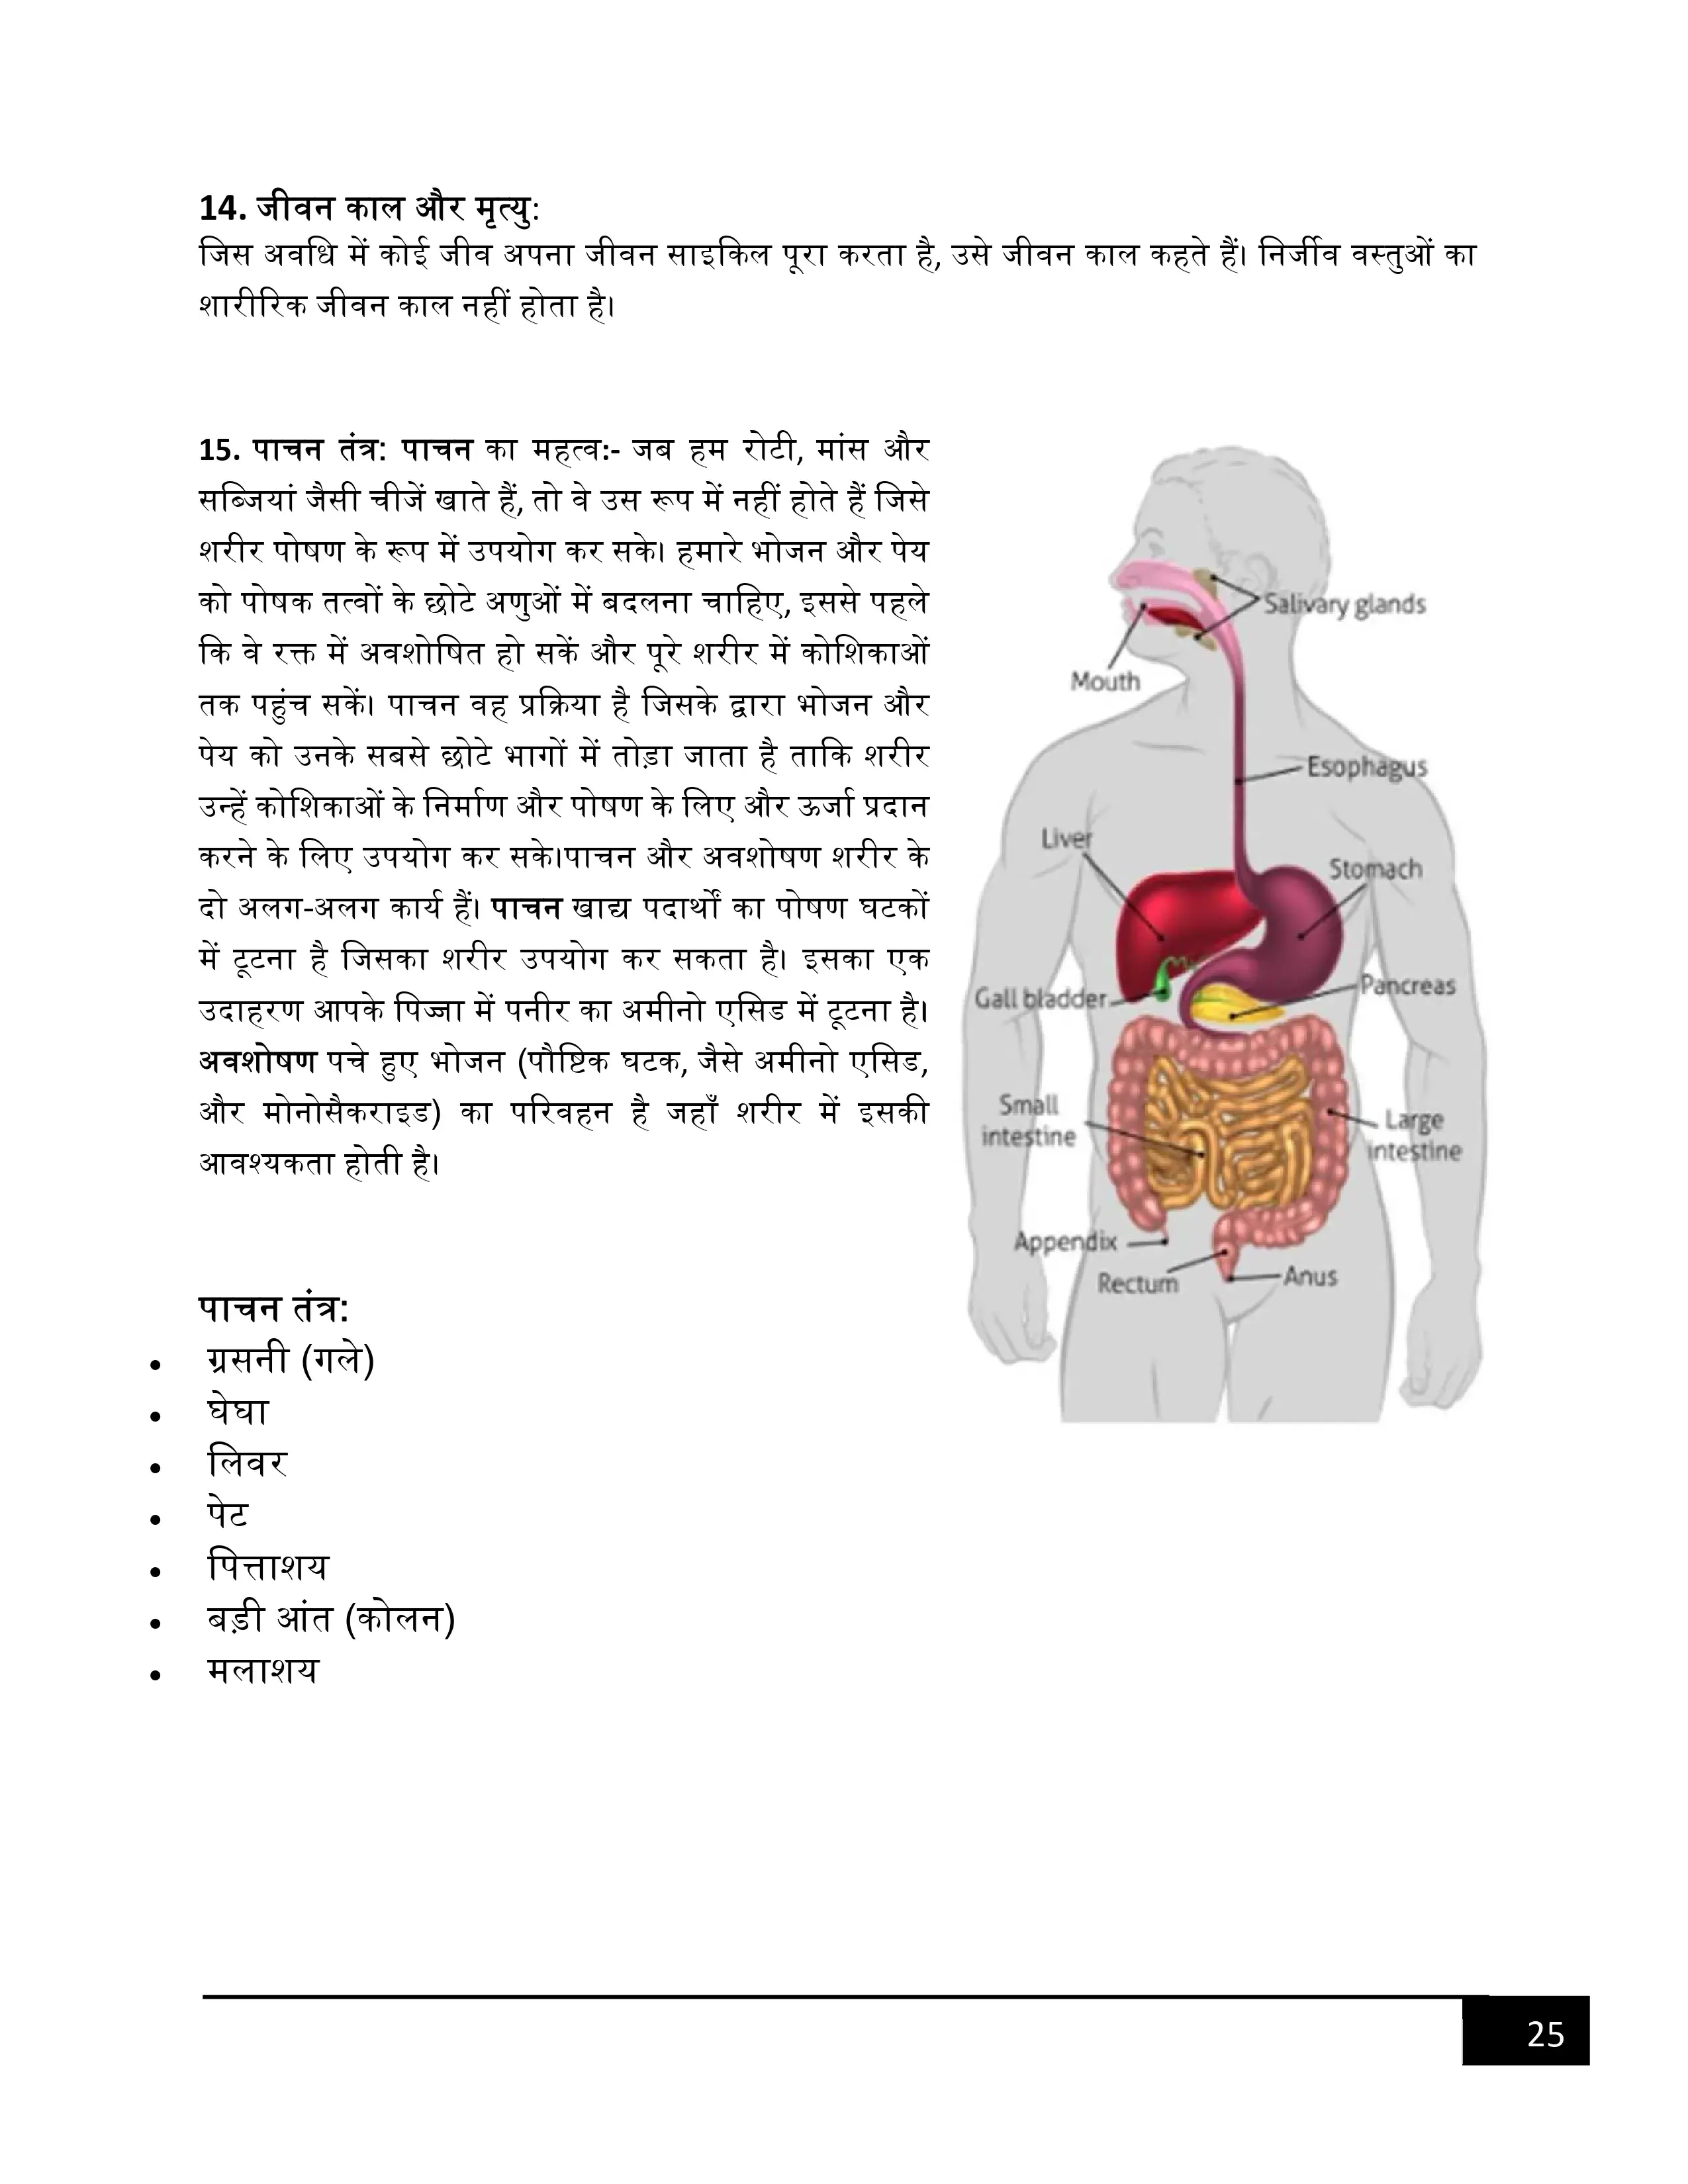 14. जीवन काल और मृत्यु:
जिस अवधि में कोई जीव अपना जीवन साइकिल पूरा करता है, उसे जीवन काल कहते हैं। निर्जीव वस्तुओं का
शारीरिक जीवन काल नहीं होता है।
15. पाचन तंत्र: पाचन का महत्व:- जब हम रोटी, मांस और
सब्जियां जैसी चीजें खाते हैं, तो वे उस रूप में नहीं होते हैं जिसे
शरीर पोषण के रूप में उपयोग कर सके। हमारे भोजन और पेय
को पोषक तत्वों के छोटे अणुओं में बदलना चाहिए, इससे पहले
कि वे रक्त में अवशोषित हो सकें और पूरे शरीर में कोशिकाओं
तक पहुंच सकें। पाचन वह प्रक्रिया है जिसके द्वारा भोजन और
पेय को उनके सबसे छोटे भागों में तोड़ा जाता है ताकि शरीर
उन्हें कोशिकाओं के निर्माण और पोषण के लिए और ऊर्जा प्रदान
करने के लिए उपयोग कर सके।पाचन और अवशोषण शरीर के
दो अलग-अलग कार्य हैं। पाचन खाद्य पदार्थों का पोषण घटकों
में टूटना है जिसका शरीर उपयोग कर सकता है। इसका एक
उदाहरण आपके पिज्जा में पनीर का अमीनो एसिड में टूटना है।
अवशोषण पचे हुए भोजन (पौष्टिक घटक, जैसे अमीनो एसिड,
और मोनोसैकराइड) का परिवहन है जहाँ शरीर में इसकी
आवश्यकता होती है।
Salivary glands
Mouth
Esophagus
Liver
Stomach
Gall bladder
Pancreas
Small
intestine
Large
intestine
Appendix
Rectum
Anus
पाचन तंत्र:
• ग्रसनी (गले)
• घेघा
• लिवर
• पेट
• पित्ताशय
• बड़ी आंत (कोलन)
• मलाशय
25